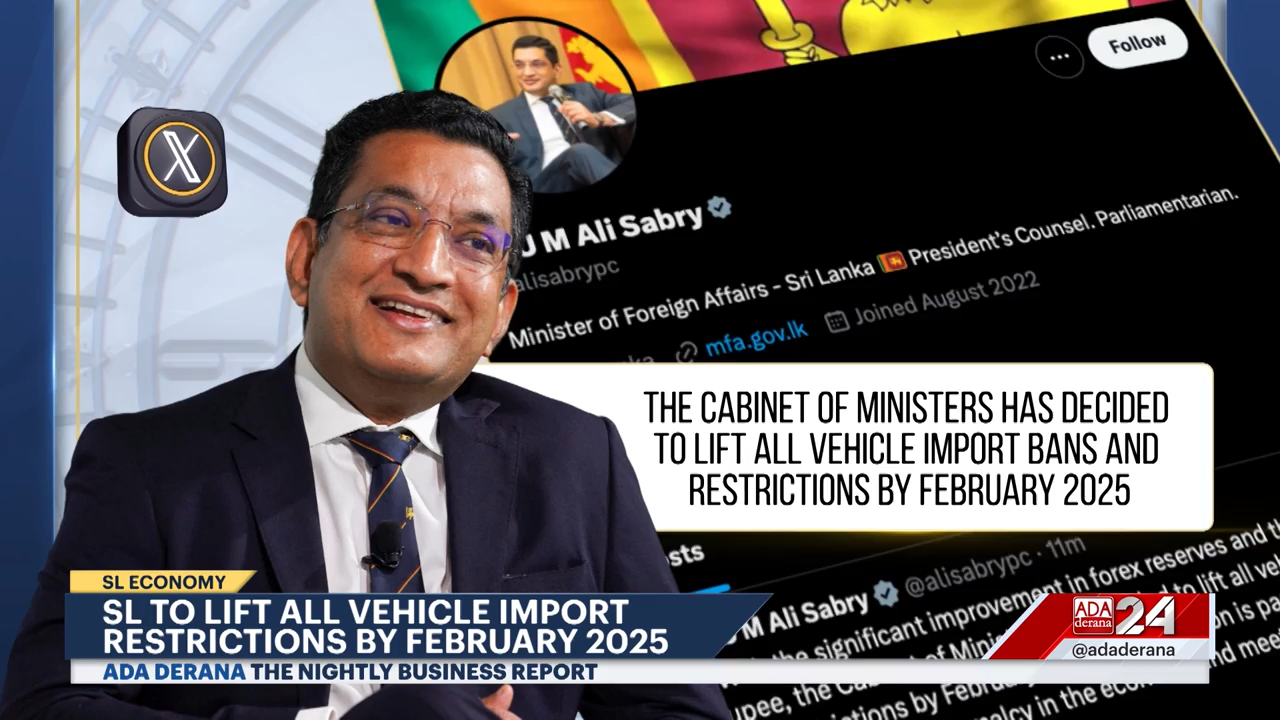 Follow
J M Ali Sabry
alisabrypc
Minister of Foreign Affairs - Sri Lanka 🇱🇰 President's Counsel. Parliamentarian.
mfa.gov.lk Joined August 2022
THE CABINET OF MINISTERS HAS DECIDED
TO LIFT ALL VEHICLE IMPORT BANS AND
RESTRICTIONS BY FEBRUARY 2025
M Ali Sabry @alisabrypc · 11m
significant improvement in forex reserves and
to lift all
SL ECONOMY
SL TO LIFT ALL VEHICLE IMPORT
RESTRICTIONS BY FEBRUARY 2025
ADA DERANA THE NIGHTLY BUSINESS REPORT
ADA
derana
24
@adaderana